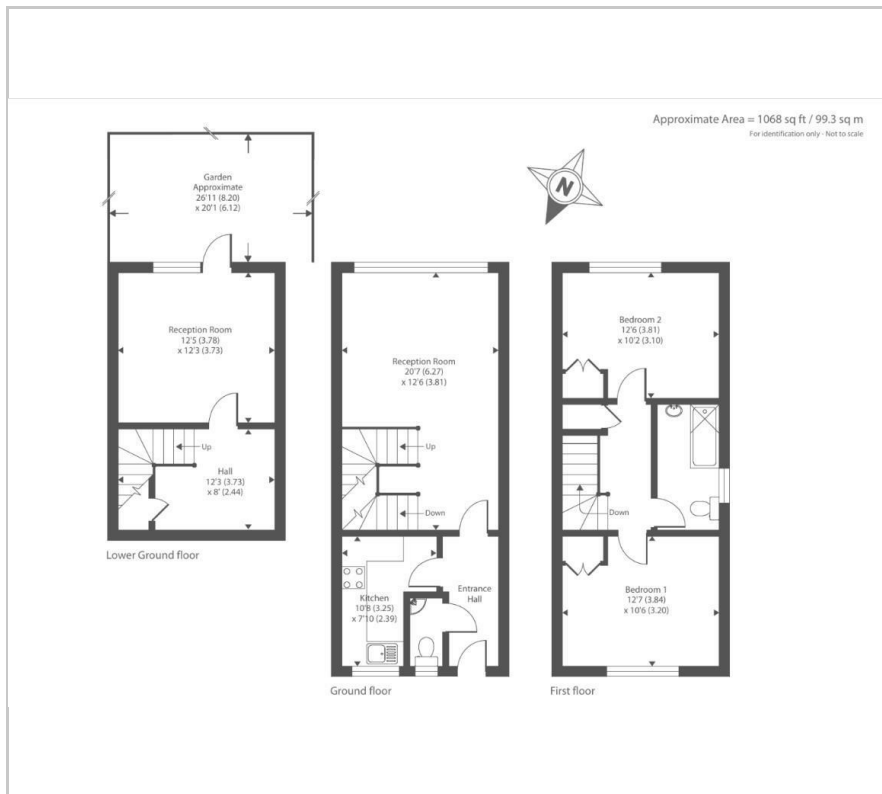 Approximate Area = 1068 sq ft / 99.3 sq m
For identification only - Not to scale
N
Garden
Approximate
26'11 (8.20)
x 20'1 (6.12)
Reception Room
12'5 (3.78)
x 12'3 (3.73)
Up
Hall
12'3 (3.73)
x 8' (2.44)
Lower Ground floor
Reception Room
20'7 (6.27)
x 12'6 (3.81)
Up
Down
Kitchen
10'8 (3.25)
x 7'10 (2.39)
Entrance
Hall
Ground floor
Bedroom 2
12'6 (3.81)
x 10'2 (3.10)
Down
Bedroom 1
12'7 (3.84)
x 10'6 (3.20)
First floor